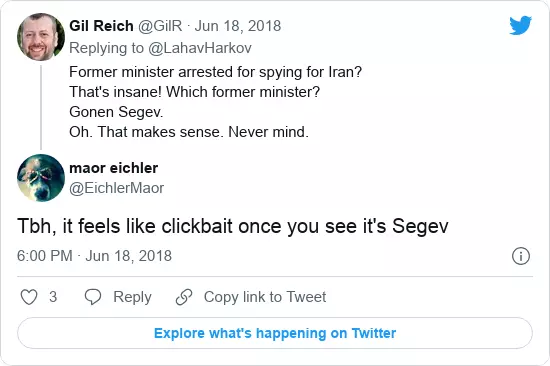 Gil Reich @GilR · Jun 18, 2018
Replying to @LahavHarkov
Former minister arrested for spying for Iran?
That's insane! Which former minister?
Gonen Segev.
Oh. That makes sense. Never mind.
maor eichler
@EichlerMaor
Tbh, it feels like clickbait once you see it's Segev
6:00 PM · Jun 18, 2018
3 Reply Copy link to Tweet
Explore what's happening on Twitter